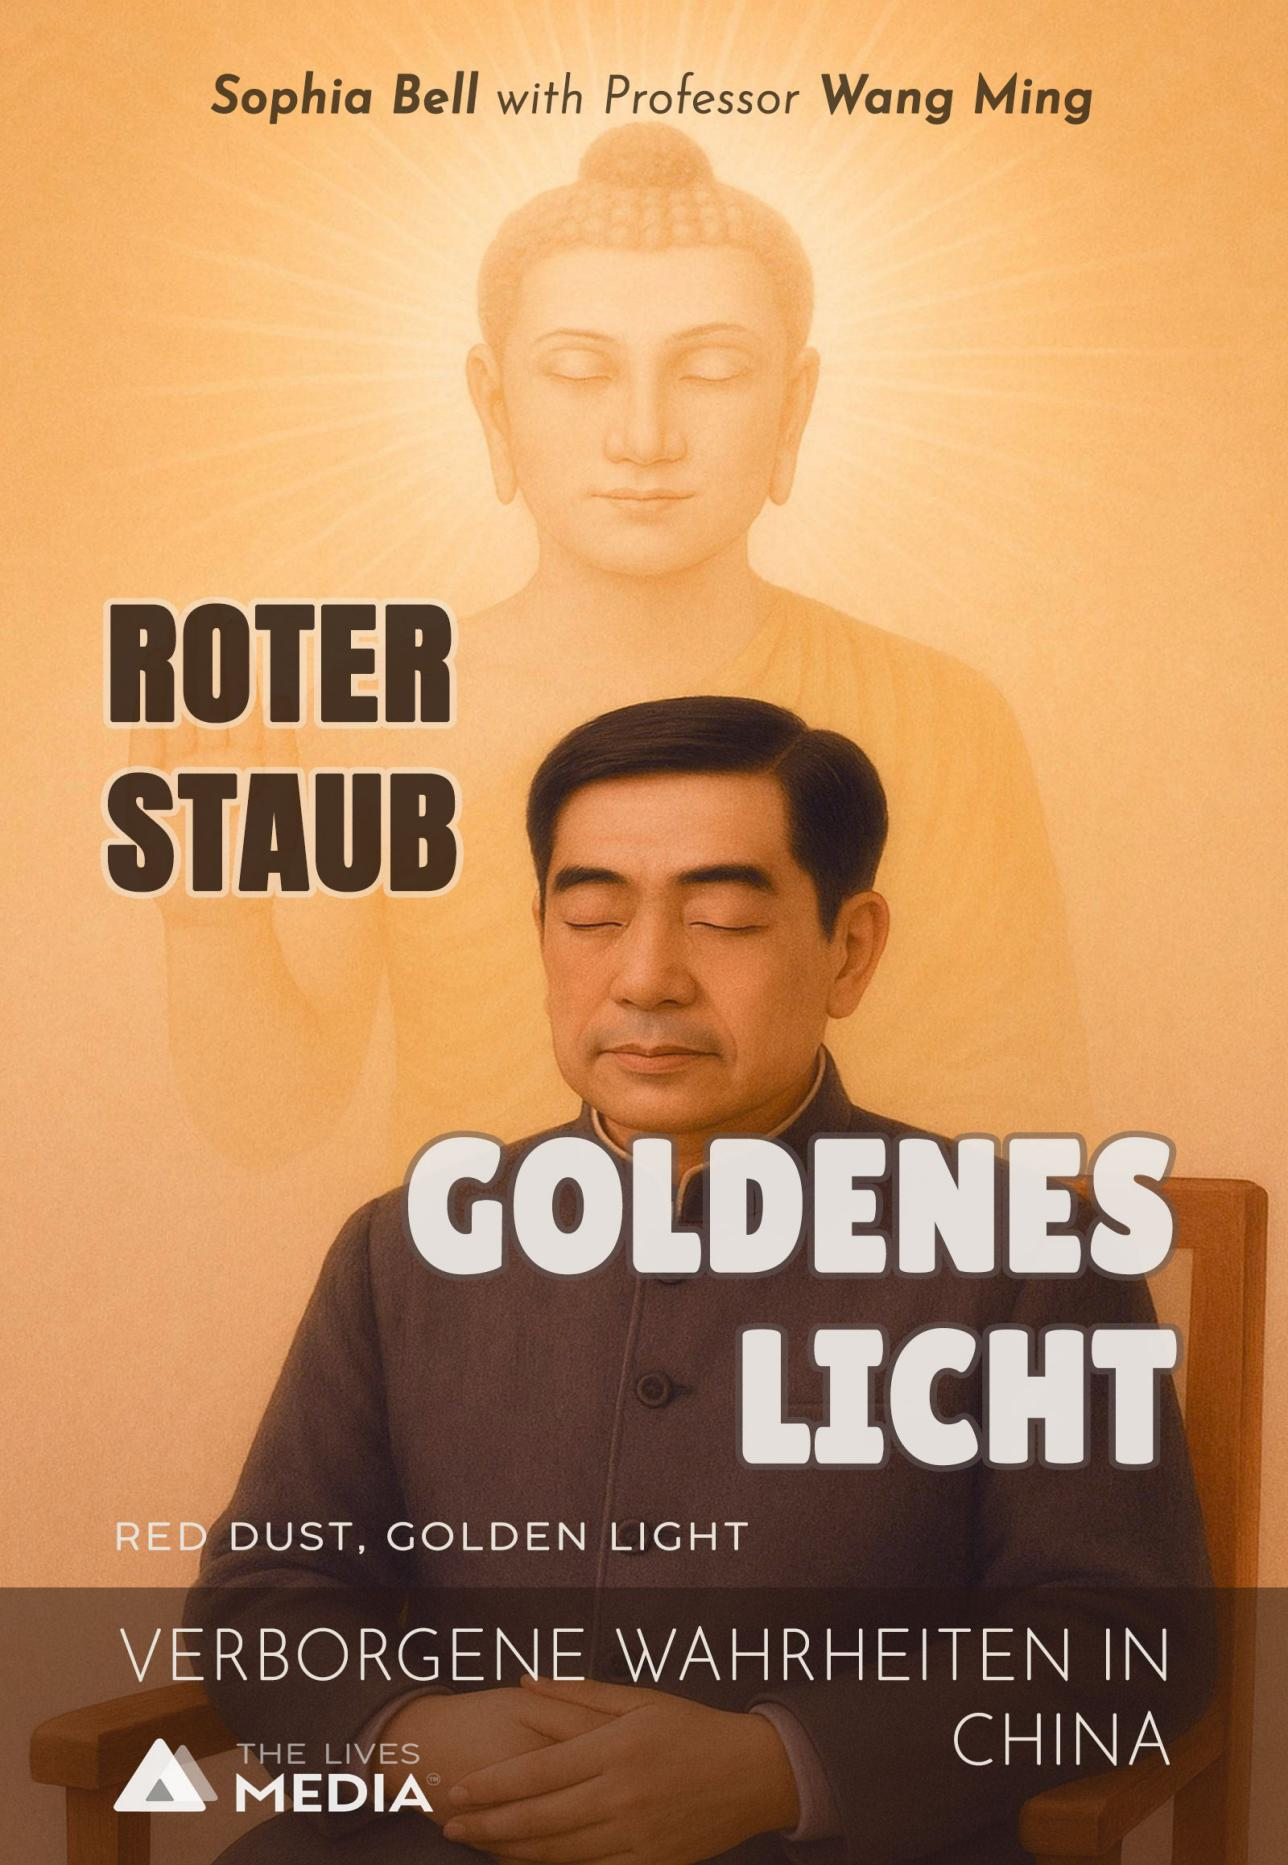 Sophia Bell with Professor Wang Ming
ROTER
STAUB
GOLDENES
LICHT
RED DUST, GOLDEN LIGHT
VERBORGENE WAHRHEITEN IN
CHINA
THE LIVES
MEDIA™